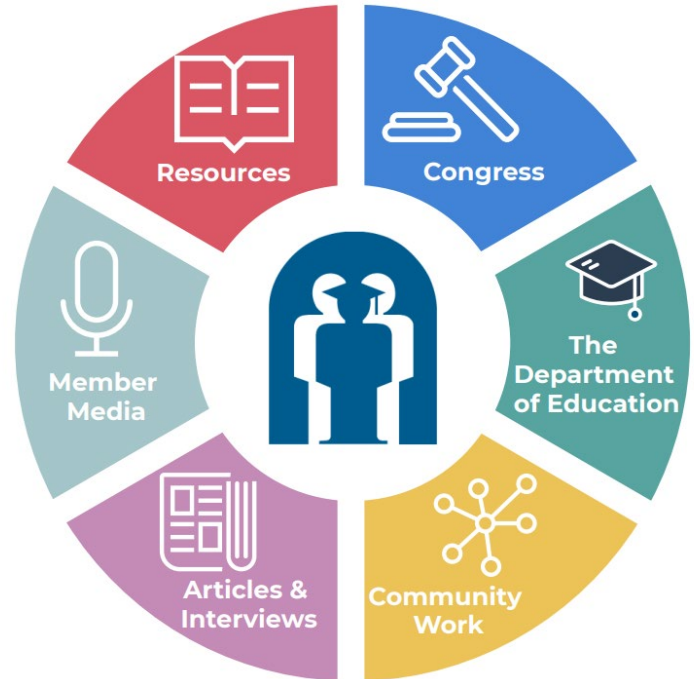 Resources
Congress
The
Department
of Education
Community
Work
Articles &
Interviews
Member
Media